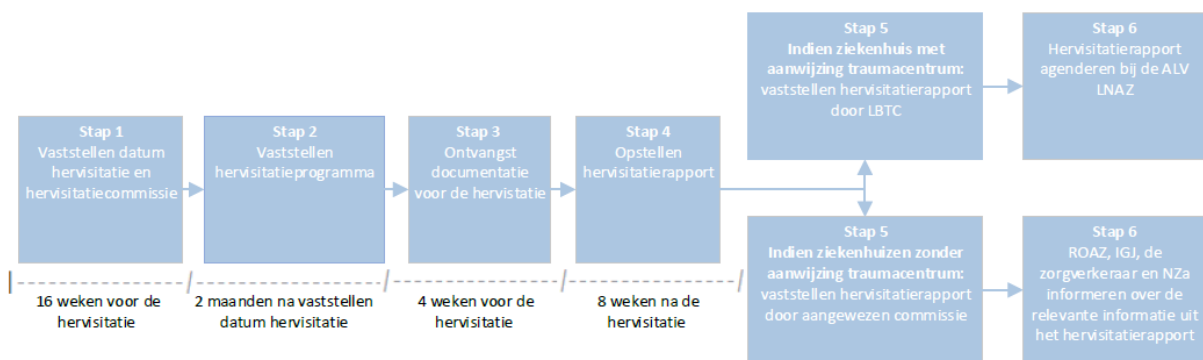 Stap 1
Vaststellen datum
hervisitatie en
hervisitatiecommissie
Stap 2
Vaststellen
hervisitatieprogramma
Stap 3
Ontvangst
documentatie
voor de hervistatie
Stap 4
Opstellen
hervisitatierapport
Stap 5
Indien ziekenhuis met
aanwijzing traumacentrum:
vaststellen hervisitatierapport
door LBTC
Stap 6
Hervisitatierapport
agenderen bij de ALV
LNAZ
Stap 5
Indien ziekenhuizen zonder
aanwijzing traumacentrum:
vaststellen hervisitatierapport
door aangewezen commissie
Stap 6
ROAZ, IGJ, de
zorgverkeraar en NZa
informeren over de
relevante informatie uit
het hervisitatierapport
16 weken voor de
hervisitatie
2 maanden na vaststellen
datum hervisitatie
4 weken voor de
hervisitatie
8 weken na de
hervisitatie